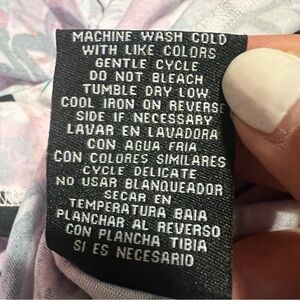 MACHINE WASH COLD
WITH LIKE COLORS
GENTLE CYCLE
DO NOT BLEACH
TUMBLE DRY LOW
COOL IRON ON REVERSE
SIDE IF NECESSARY
LAVAR EN LAVADORA
CON AGUA FRIA
CON COLORES SIMILARES
CYCLE DELICATE
NO USAR BLANQUEADOR
SECAR EN
TEMPERATURA BAIA
PLANCHAR AL REVERSO
CON PLANCHA TIBIA
SI ES NECESARIO